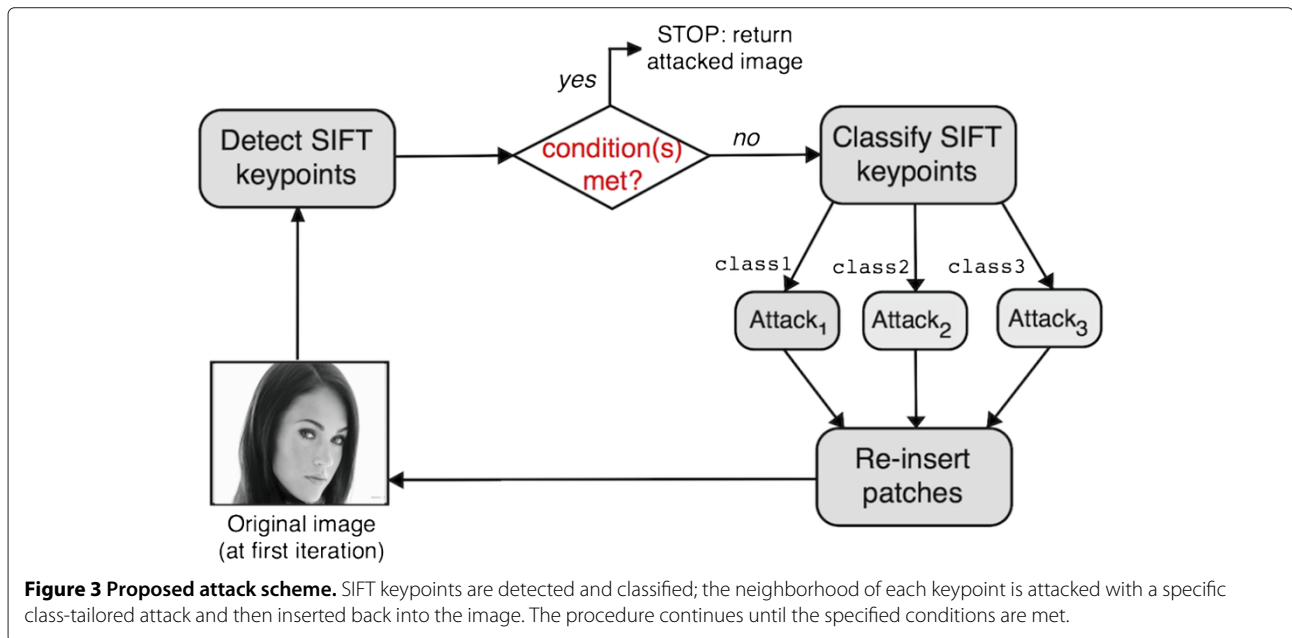 STOP: return
attacked image
yes
Detect SIFT
keypoints
condition(s)
met?
no
Classify SIFT
keypoints
class1
class2
class3
Attack1
Attack2
Attack3
Re-insert
patches
Original image
(at first iteration)
Figure 3 Proposed attack scheme. SIFT keypoints are detected and classified; the neighborhood of each keypoint is attacked with a specific
class-tailored attack and then inserted back into the image. The procedure continues until the specified conditions are met.